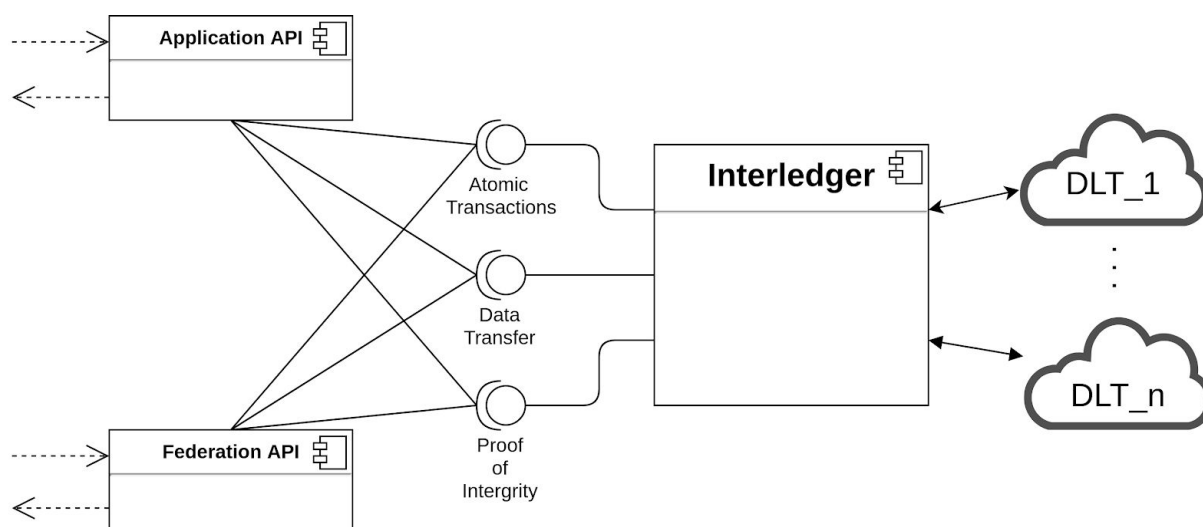 Application API
Atomic
Transactions
Interledger
DLT_1
Data
Transfer
DLT_n
Federation API
Proof
of
Intergrity